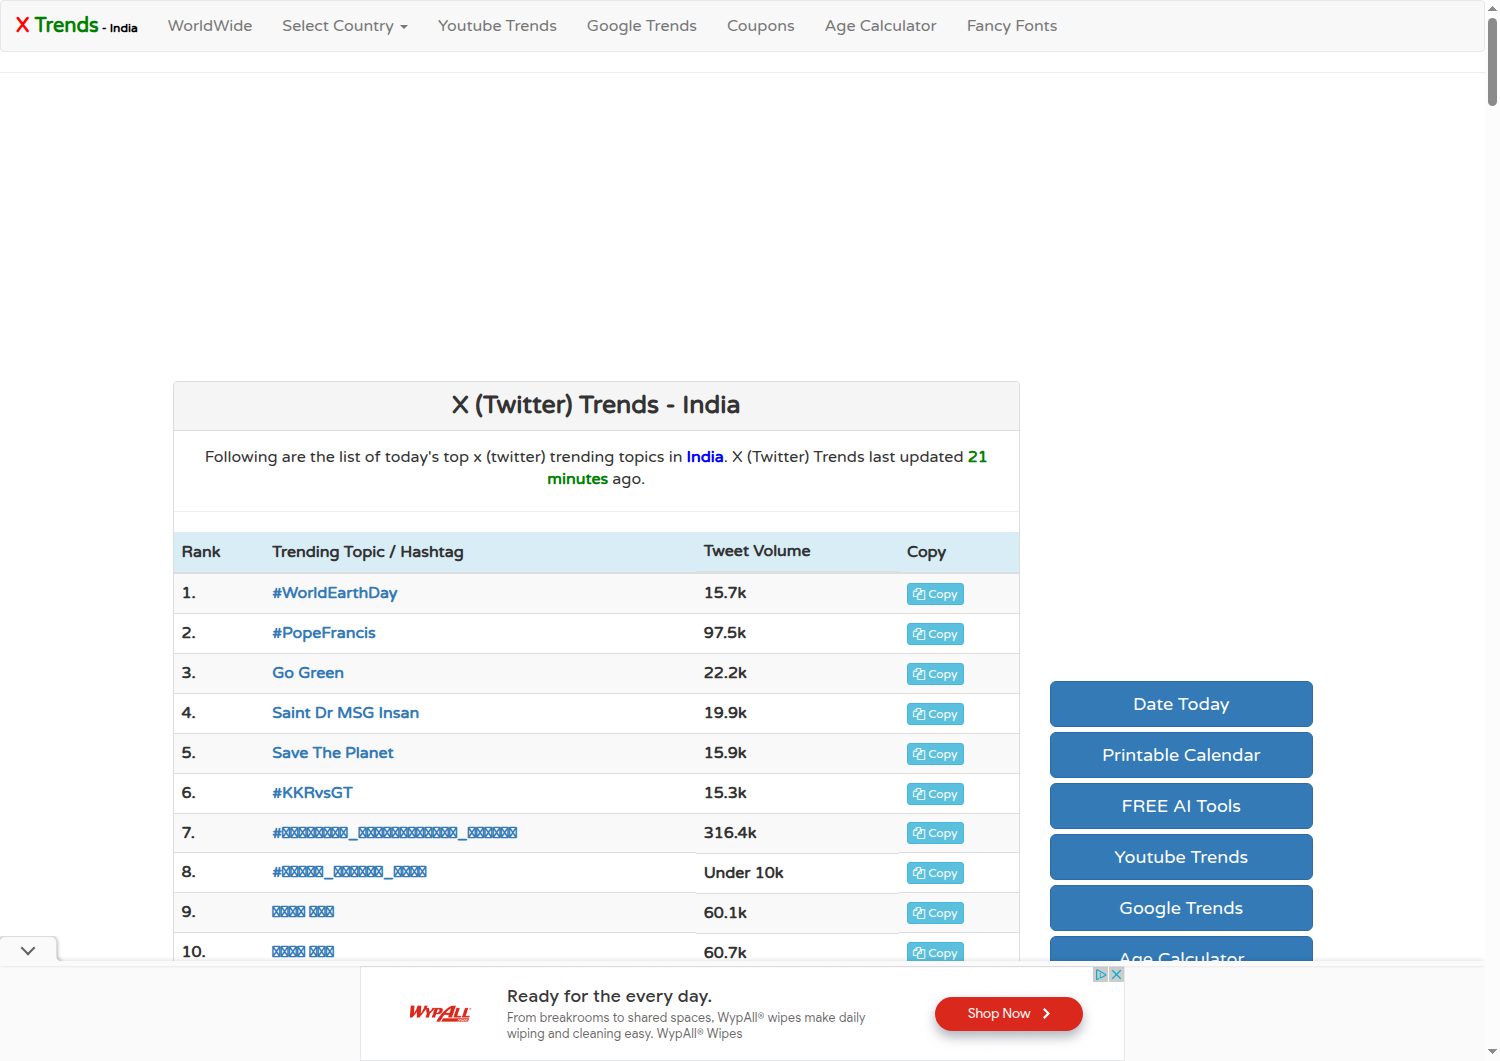 X Trends - India WorldWide Select Country Youtube Trends Google Trends Coupons Age Calculator Fancy Fonts
X (Twitter) Trends - India
Following are the list of today's top x (twitter) trending topics in India. X (Twitter) Trends last updated 21
minutes ago.
Rank Trending Topic / Hashtag Tweet Volume Copy
1. #WorldEarthDay 15.7k Copy
2. #PopeFrancis 97.5k Copy
3. Go Green 22.2k Copy
4. Saint Dr MSG Insan 19.9k Copy
5. Save The Planet 15.9k Copy
6. #KKRvsGT 15.3k Copy
7. 316.4k Copy
8. Under 10k Copy
9. 60.1k Copy
10. 60.7k Copy
Date Today
Printable Calendar
FREE AI Tools
Youtube Trends
Google Trends
Age Calculator
WYPALL
Ready for the every day.
From breakrooms to shared spaces, WypAll® wipes make daily
wiping and cleaning easy. WypAll® Wipes
Shop Now